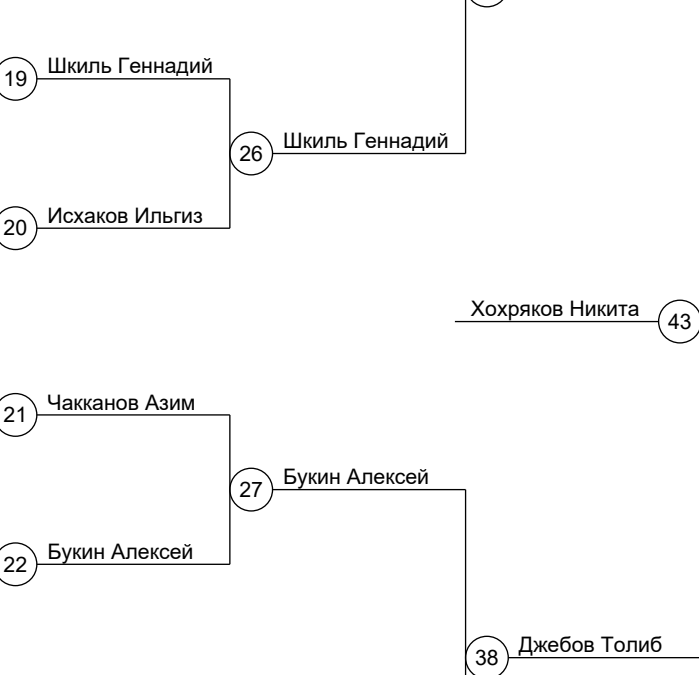 19 Шкиль Геннадий
26 Шкиль Геннадий
20 Исхаков Ильгиз
Хохряков Никита 43
21 Чакканов Азим
27 Букин Алексей
22 Букин Алексей
38 Джебов Толиб